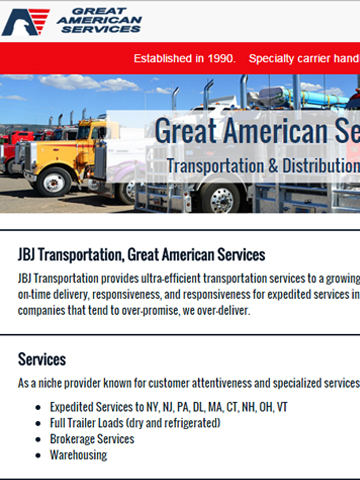 GREAT
AMERICAN
SERVICES
Established in 1990. Specialty carrier hand
Great American Se
Transportation & Distribution
JBJ Transportation, Great American Services
JBJ Transportation provides ultra-efficient transportation services to a growing
on-time delivery, responsiveness, and responsiveness for expedited services in
companies that tend to over-promise, we over-deliver.
Services
As a niche provider known for customer attentiveness and specialized services
• Expedited Services to NY, NJ, PA, DL, MA, CT, NH, OH, VT
• Full Trailer Loads (dry and refrigerated)
• Brokerage Services
• Warehousing